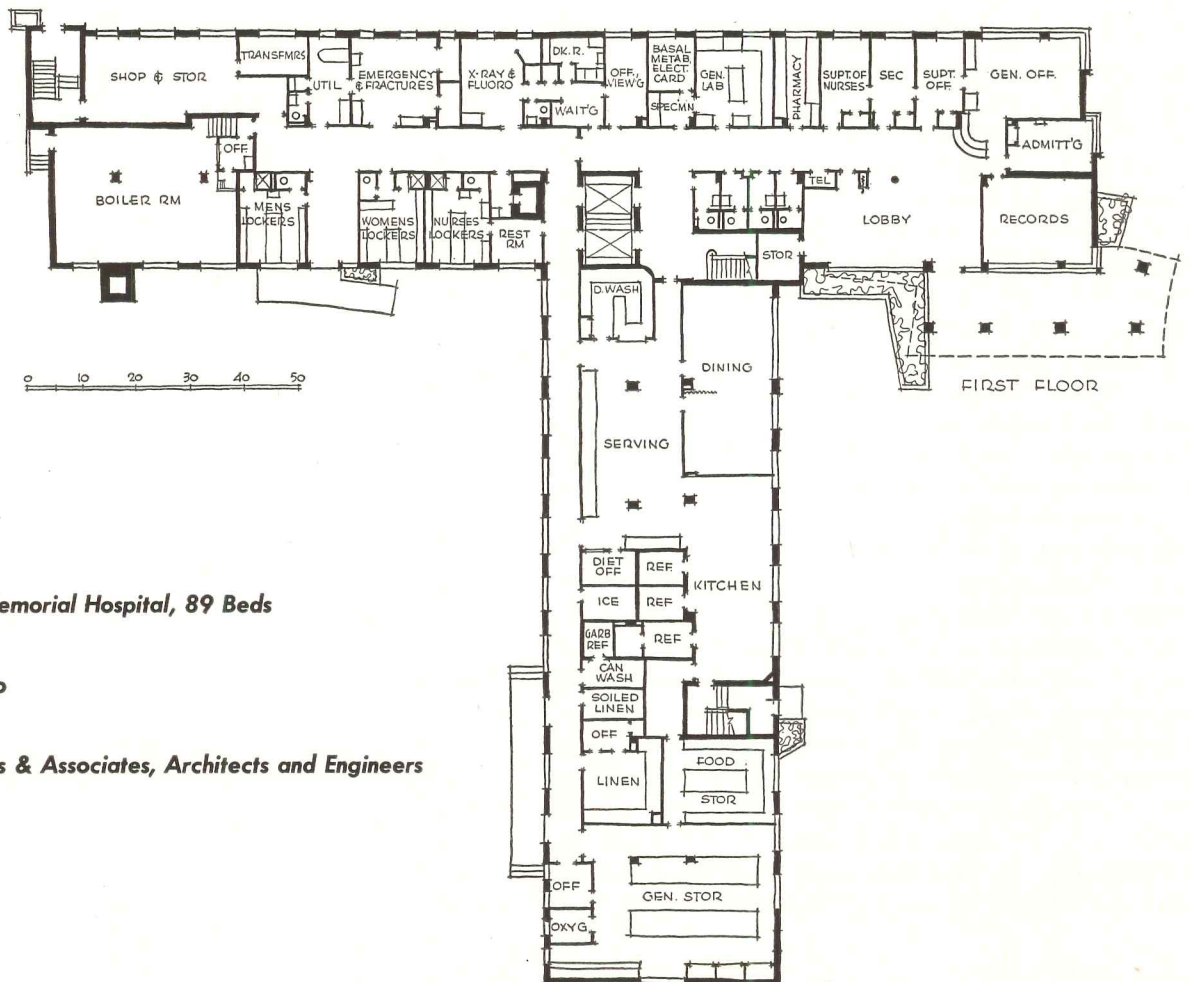 SHOP & STOR
TRANSFMRS
UTIL
EMERGENCY
& FRACTURES
X-RAY &
FLUORO
DK. R.
WAIT'G
OFF.,
VIEW'G
BASAL
METAB,
ELECT.
CARD
SPECM'N
GEN.
LAB
PHARMACY
SUPT. OF
NURSES
SEC
SUPT.
OFF.
GEN. OFF.
ADMITT'G
OFF
BOILER RM
MENS
LOCKERS
WOMENS
LOCKERS
NURSES
LOCKERS
REST
RM
TEL
LOBBY
RECORDS
STOR
D. WASH
DINING
FIRST FLOOR
0 10 20 30 40 50
SERVING
DIET
OFF
REF.
KITCHEN
ICE
REF
GARB
REF
REF
CAN
WASH
SOILED
LINEN
OFF
LINEN
FOOD
STOR
OFF
GEN. STOR
OXYG
emorial Hospital, 89 Beds
s & Associates, Architects and Engineers